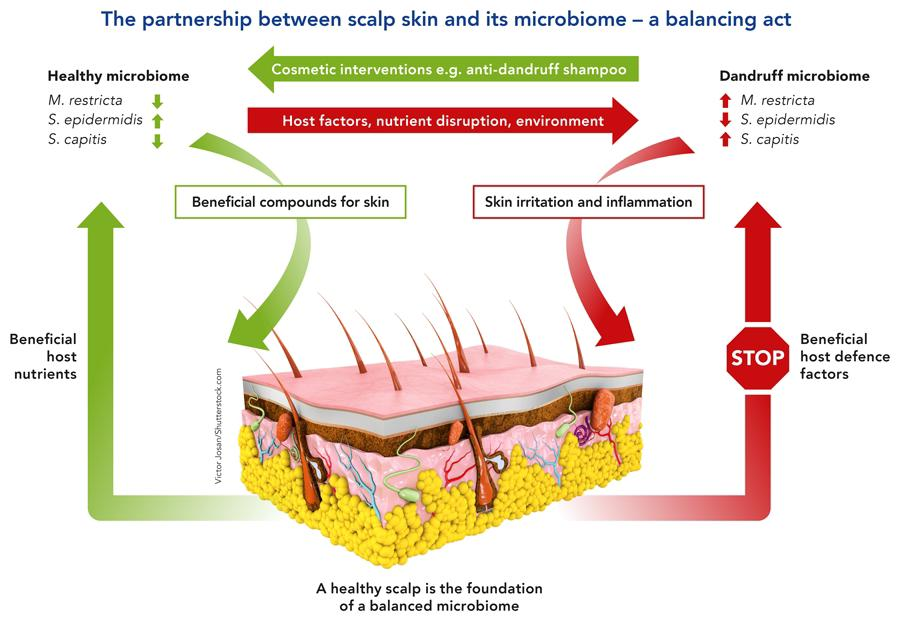 The partnership between scalp skin and its microbiome – a balancing act
Cosmetic interventions e.g. anti-dandruff shampoo
Healthy microbiome
M. restricta
S. epidermidis
S. capitis
Host factors, nutrient disruption, environment
Dandruff microbiome
M. restricta
S. epidermidis
S. capitis
Beneficial compounds for skin
Skin irritation and inflammation
Beneficial
host
nutrients
STOP
Beneficial
host defence
factors
Victor Josan/Shutterstock.com
A healthy scalp is the foundation
of a balanced microbiome